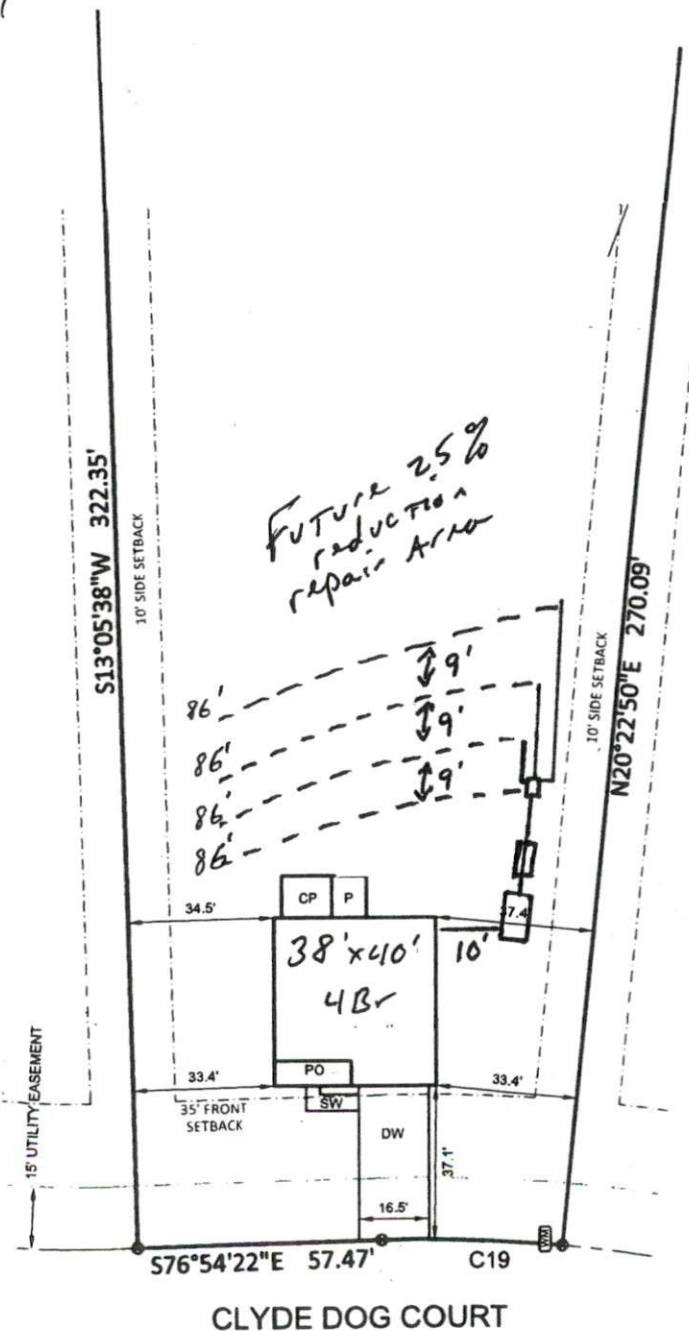 S13°05'38"W 322.35'
10' SIDE SETBACK
Future 25%
reduction
repair Area
N20°22'50"E 270.09'
10' SIDE SETBACK
9'
86'
9'
86'
9'
86'
86'
CP
P
34.5'
37.4
38'x40'
10'
4Br
PO
33.4'
33.4'
SW
35' FRONT
SETBACK
DW
15' UTILITY EASEMENT
37.1'
16.5'
WM
S76°54'22"E 57.47'
C19
CLYDE DOG COURT